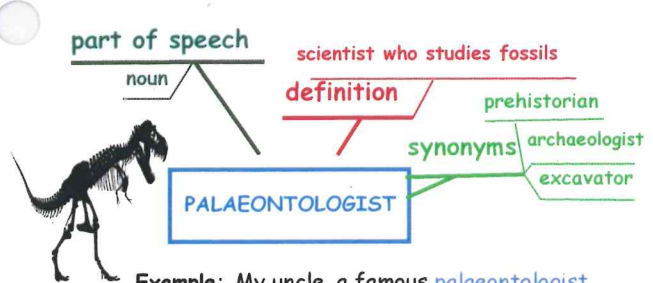 part of speech
noun
scientist who studies fossils
definition
prehistorian
synonyms
archaeologist
excavator
PALAEONTOLOGIST
Example: My uncle, a famous palaeontologist